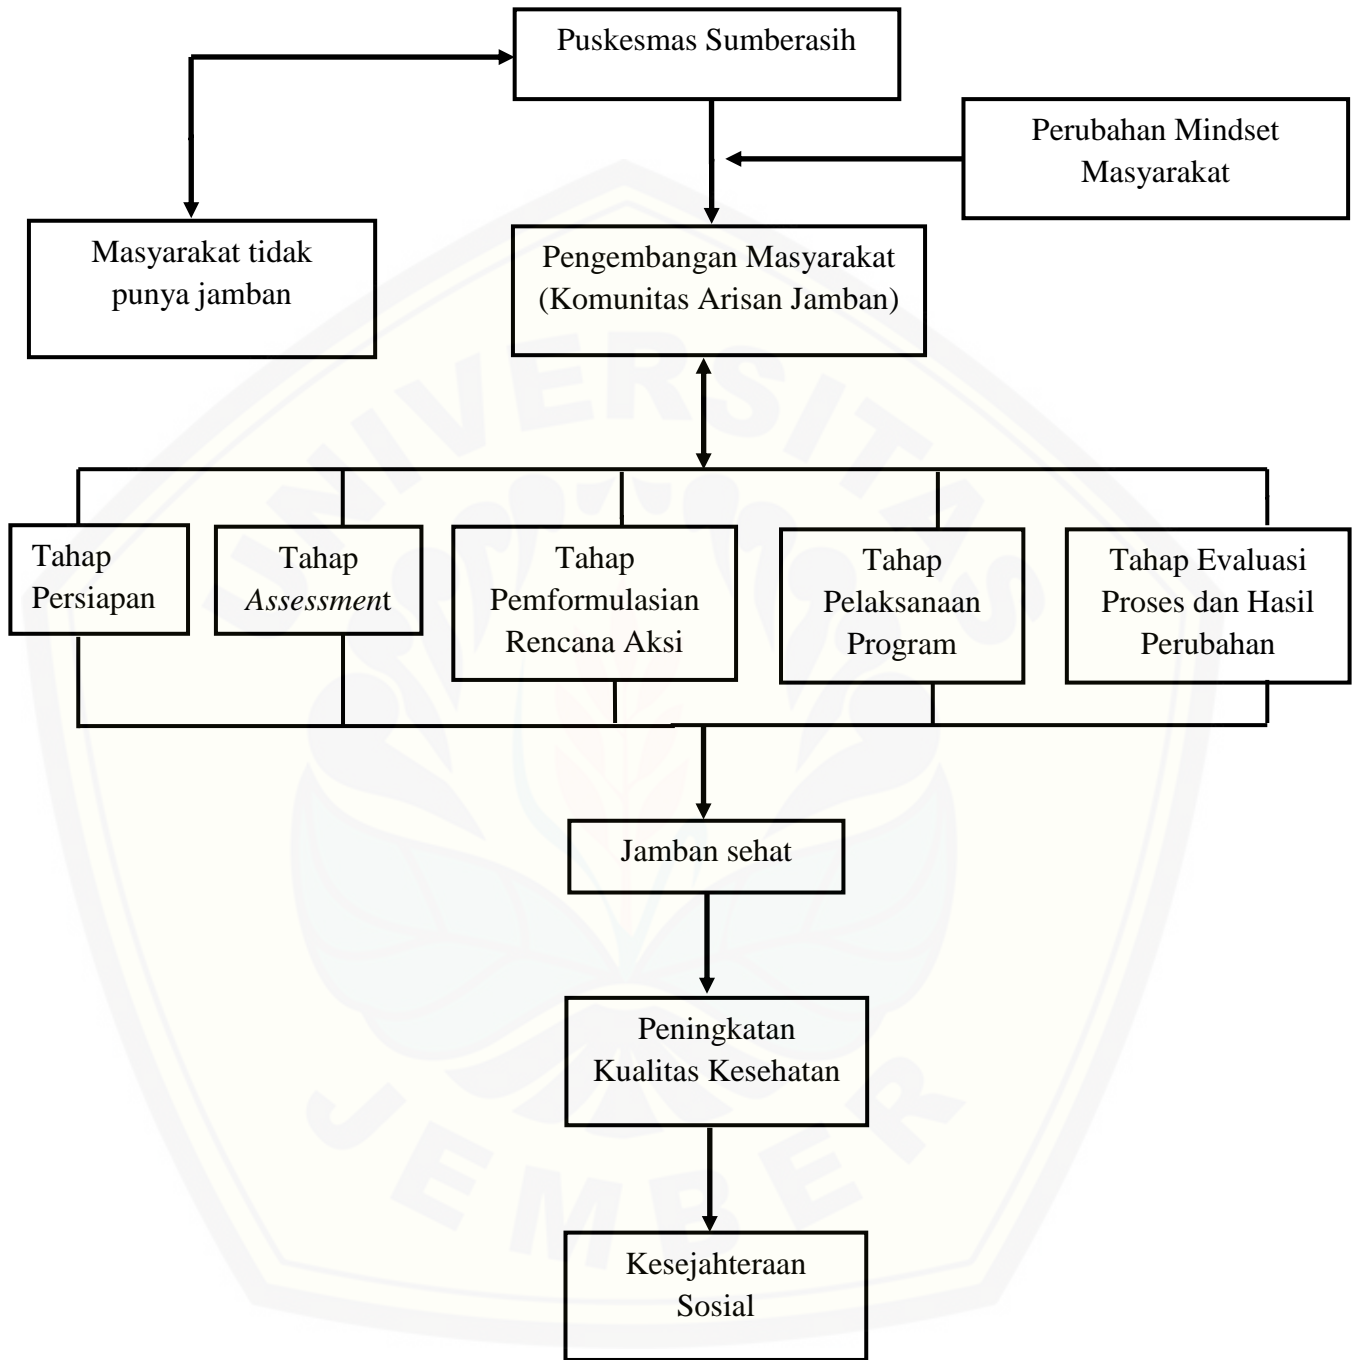 Puskesmas Sumberasih
Perubahan Mindset
Masyarakat
Masyarakat tidak
punya jamban
Pengembangan Masyarakat
(Komunitas Arisan Jamban)
Tahap
Persiapan
Tahap
Assessment
Tahap
Pemformulasian
Rencana Aksi
Tahap
Pelaksanaan
Program
Tahap Evaluasi
Proses dan Hasil
Perubahan
Jamban sehat
Peningkatan
Kualitas Kesehatan
Kesejahteraan
Sosial
UNIVERSITAS
JEMBER